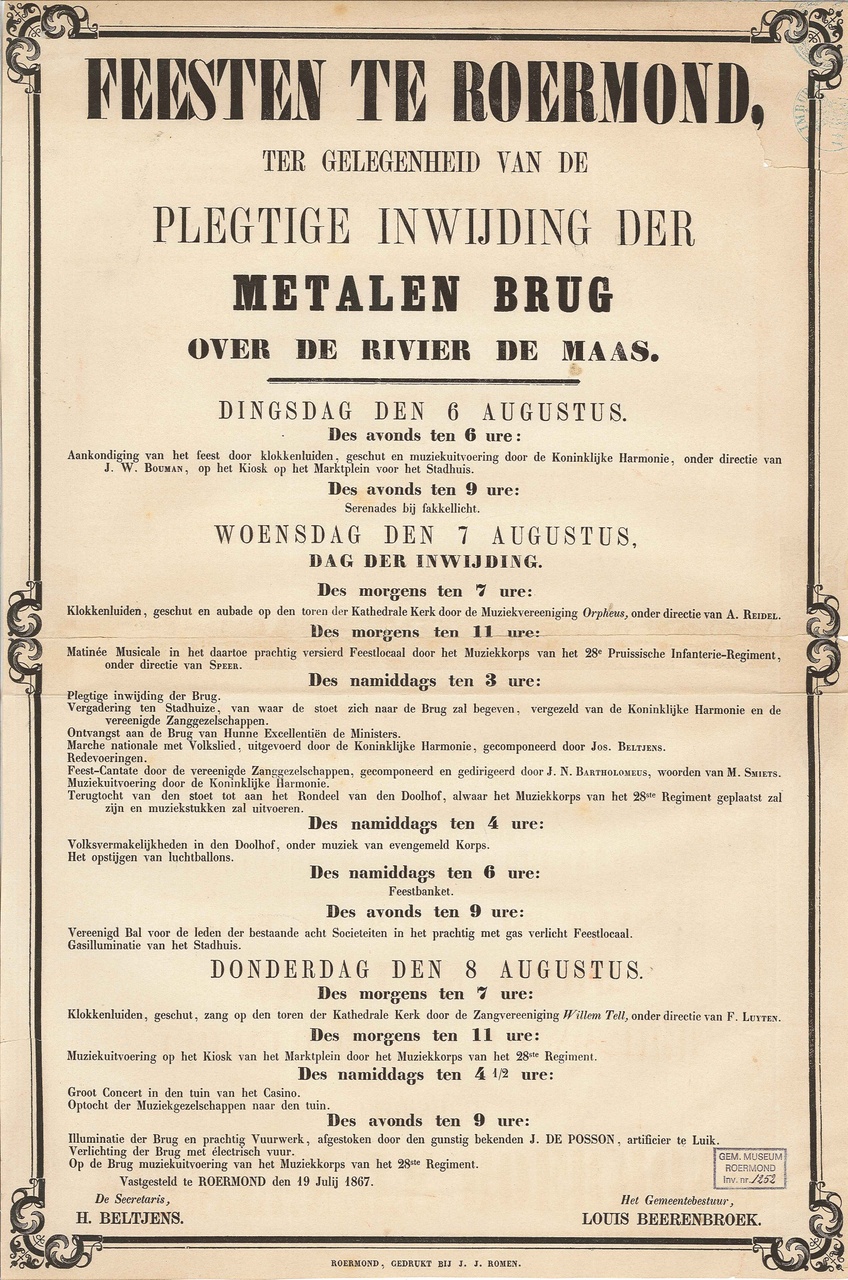 FEESTEN TE ROERMOND,
TER GELEGENHEID VAN DE
PLEGTIGE INWIJDING DER
METALEN BRUG
OVER DE RIVIER DE MAAS.
DINGSDAG DEN 6 AUGUSTUS.
Des avonds ten 6 ure:
Aankondiging van het feest door klokkenluiden, geschut en muziekuitvoering door de Koninklijke Harmonie, onder directie van
J. W. BOUMAN, op het Kiosk op het Marktplein voor het Stadhuis.
Des avonds ten 9 ure:
Serenades bij fakkellicht.
WOENSDAG DEN 7 AUGUSTUS,
DAG DER INWIJDING.
Des morgens ten 7 ure:
Klokkenluiden, geschut en aubade op den toren der Kathedrale Kerk door de Muziekvereeniging Orpheus, onder directie van A. REIDEL.
Des morgens ten 11 ure:
Matinée Musicale in het daartoe prachtig versierd Feestlocaal door het Muziekkorps van het 28e Pruissische Infanterie-Regiment,
onder directie van SPEER.
Des namiddags ten 3 ure:
Plegtige inwijding der Brug.
Vergadering ten Stadhuize, van waar de stoet zich naar de Brug zal begeven, vergezeld van de Koninklijke Harmonie en de
vereenigde Zanggezelschappen.
Ontvangst aan de Brug van Hunne Excellentiën de Ministers.
Marche nationale met Volkslied, uitgevoerd door de Koninklijke Harmonie, gecomponeerd door JOS. BELTJENS.
Redevoeringen.
Feest-Cantate door de vereenigde Zanggezelschappen, gecomponeerd en gedirigeerd door J. N. BARTHOLOMEUS, woorden van M. SMIETS.
Muziekuitvoering door de Koninklijke Harmonie.
Terugtocht van den stoet tot aan het Rondeel van den Doolhof, alwaar het Muziekkorps van het 28ste Regiment geplaatst zal
zijn en muziekstukken zal uitvoeren.
Des namiddags ten 4 ure:
Volksvermakelijkheden in den Doolhof, onder muziek van evengemeld Korps.
Het opstijgen van luchtballons.
Des namiddags ten 6 ure:
Feestbanket.
Des avonds ten 9 ure:
Vereenigd Bal voor de leden der bestaande acht Societeiten in het prachtig met gas verlicht Feestlocaal.
Gasilluminatie van het Stadhuis.
DONDERDAG DEN 8 AUGUSTUS.
Des morgens ten 7 ure:
Klokkenluiden, geschut, zang op den toren der Kathedrale Kerk door de Zangvereeniging Willem Tell, onder directie van F. LUYTEN.
Des morgens ten 11 ure:
Muziekuitvoering op het Kiosk van het Marktplein door het Muziekkorps van het 28ste Regiment.
Des namiddags ten 4 1/2 ure:
Groot Concert in den tuin van het Casino.
Optocht der Muziekgezelschappen naar den tuin.
Des avonds ten 9 ure:
Illuminatie der Brug en prachtig Vuurwerk, afgestoken door den gunstig bekenden J. DE POSSON, artificier te Luik.
Verlichting der Brug met électrisch vuur.
Op de Brug muziekuitvoering van het Muziekkorps van het 28ste Regiment.
Vastgesteld te ROERMOND den 19 Julij 1867.
De Secretaris,
H. BELTJENS.
Het Gemeentebestuur,
LOUIS BEERENBROEK.
GEM. MUSEUM
ROERMOND
Inv. nr. 1252
ROERMOND, GEDRUKT BIJ J. J. ROMEN.